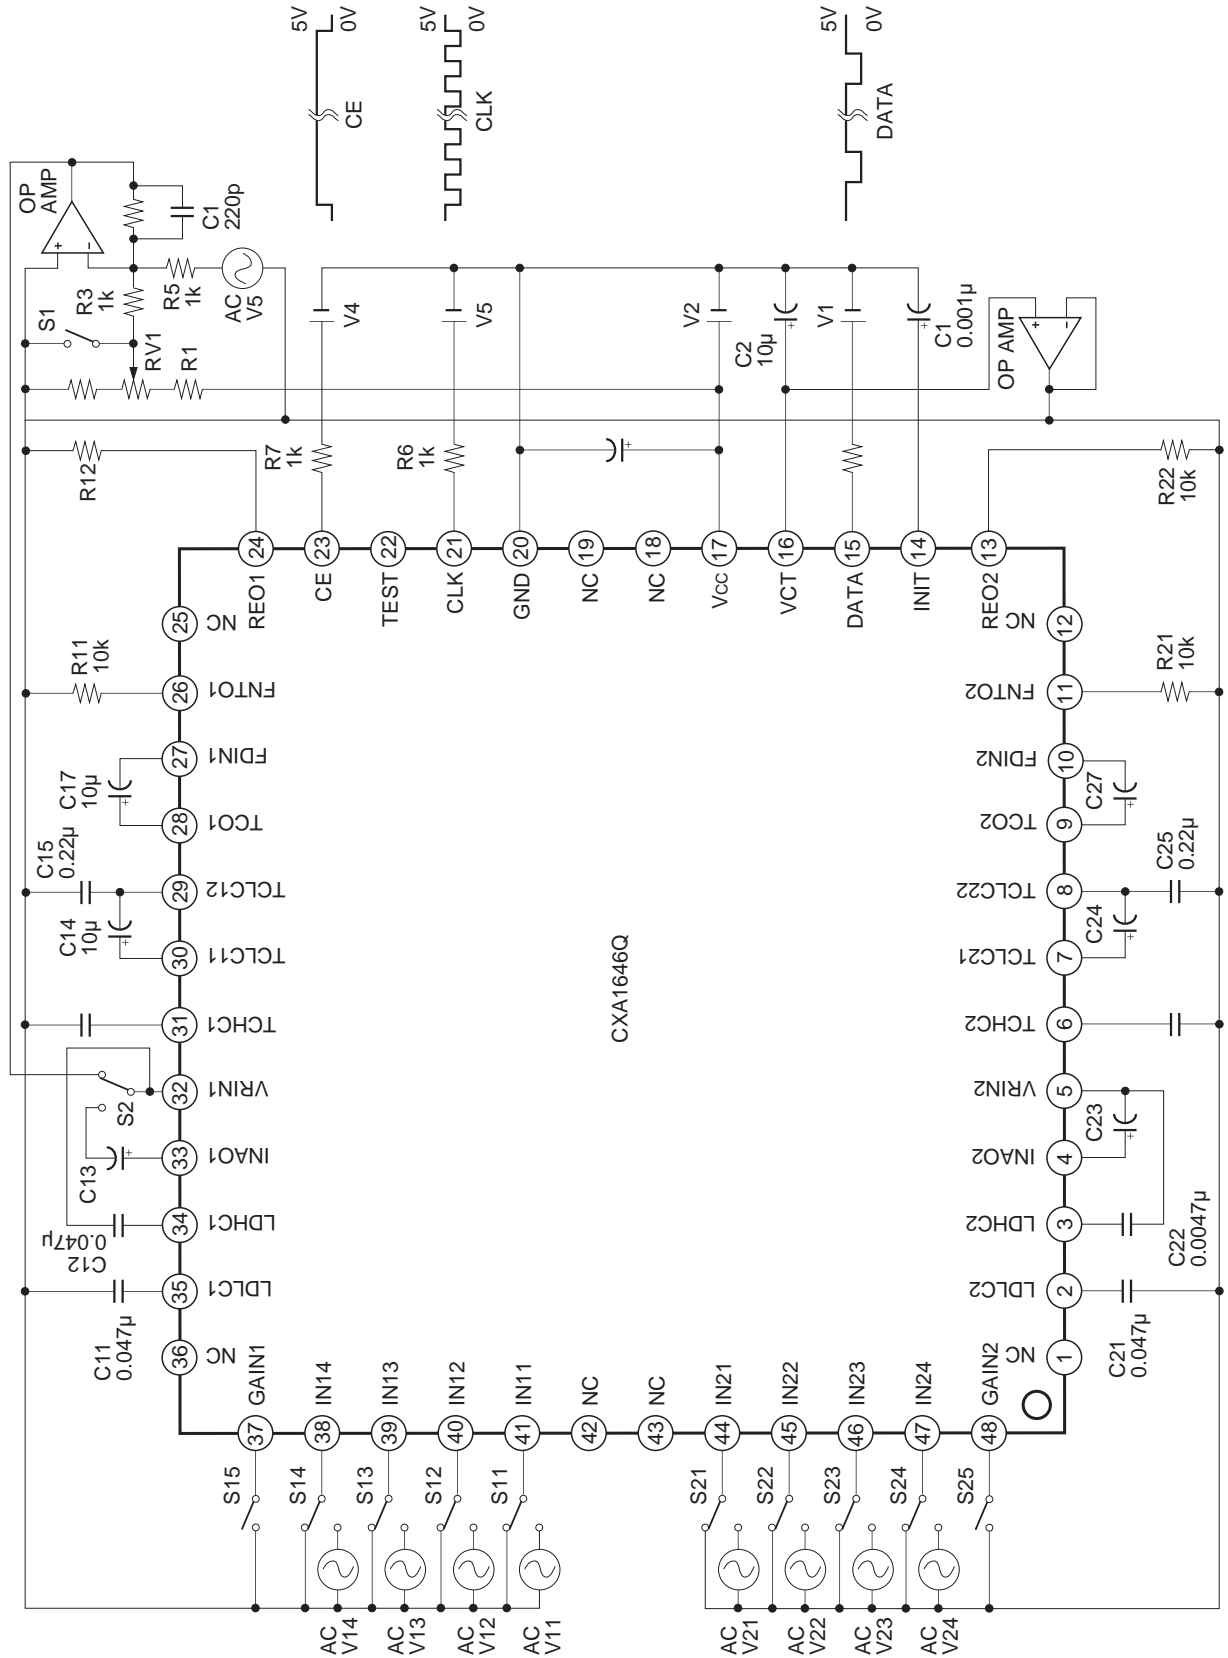 5V
0V
CE
5V
0V
CLK
5V
0V
DATA
OP
AMP
C1
220p
S1
R3
1k
R5
1k
AC
V5
RV1
R1
R12
V4
V5
V2
C2
10µ
V1
C1
0.001µ
OP AMP
R7
1k
R6
1k
R22
10k
24
23
22
21
20
19
18
17
16
15
14
13
REO1
CE
TEST
CLK
GND
NC
NC
Vcc
VCT
DATA
INIT
REO2
25
NC
NC
12
R11
10k
26
FNTO1
FNTO2
11
R21
10k
C17
10µ
27
FDIN1
FDIN2
10
C27
28
TCO1
TCO2
9
C15
0.22µ
29
TCLC12
TCLC22
8
C25
0.22µ
C14
10µ
30
TCLC11
TCLC21
7
C24
31
TCHC1
CXA1646Q
TCHC2
6
32
VRIN1
VRIN2
5
S2
C23
C13
33
INAO1
INAO2
4
C12
0.047µ
34
LDHC1
LDHC2
3
C22
0.0047µ
C11
0.047µ
35
LDLC1
LDLC2
2
C21
0.047µ
36
NC
NC
1
GAIN1
IN14
IN13
IN12
IN11
NC
NC
IN21
IN22
IN23
IN24
GAIN2
37
38
39
40
41
42
43
44
45
46
47
48
S15
S14
S13
S12
S11
S21
S22
S23
S24
S25
AC
V14
AC
V13
AC
V12
AC
V11
AC
V21
AC
V22
AC
V23
AC
V24